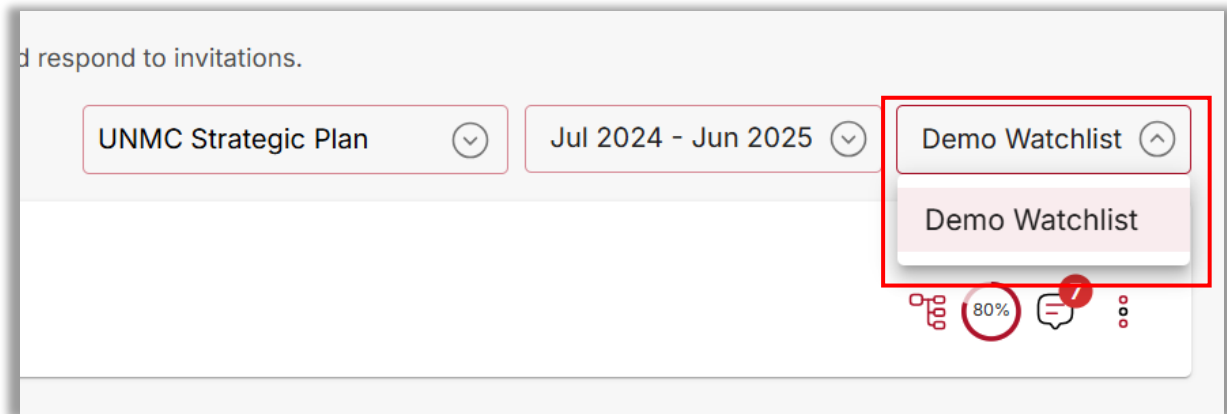 d respond to invitations.
UNMC Strategic Plan
Jul 2024 - Jun 2025
Demo Watchlist
Demo Watchlist
80%
7